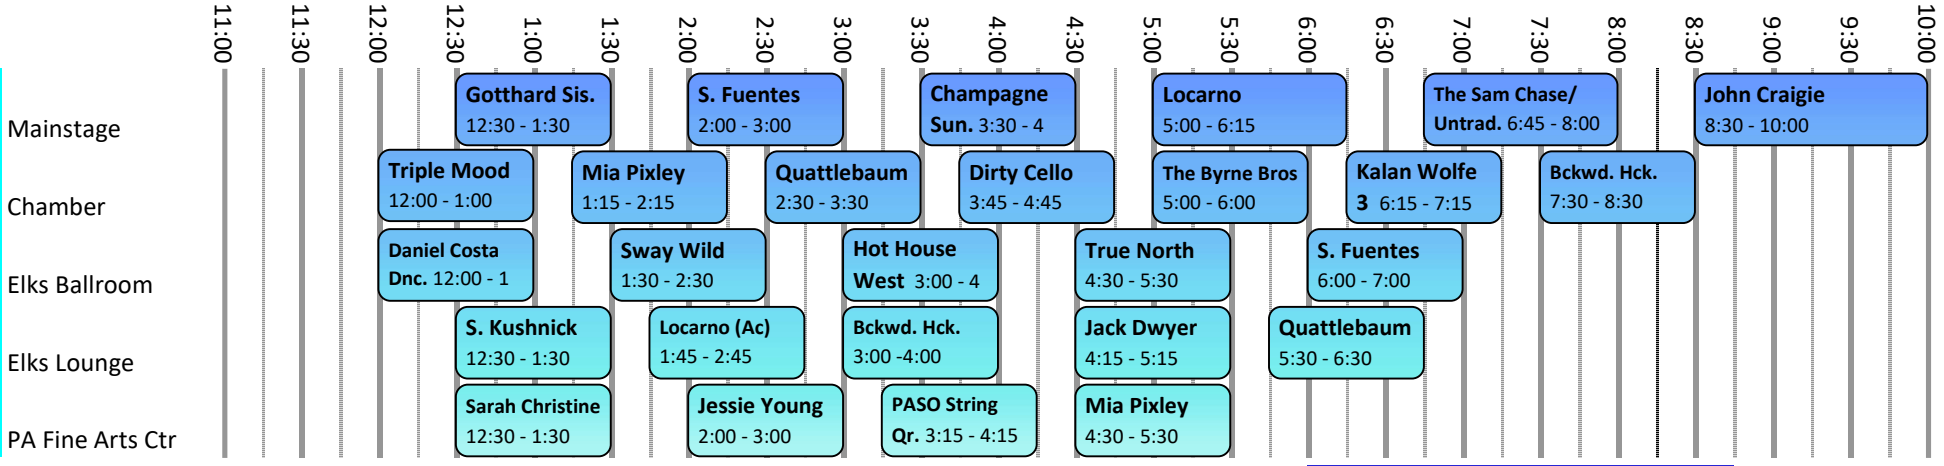 11:00 11:30 12:00 12:30 1:00 1:30 2:00 2:30 3:00 3:30 4:00 4:30 5:00 5:30 6:00 6:30 7:00 7:30 8:00 8:30 9:00 9:30 10:00
Mainstage
Gotthard Sis.
12:30 - 1:30
S. Fuentes
2:00 - 3:00
Champagne
Sun. 3:30 - 4
Locarno
5:00 - 6:15
The Sam Chase/
Untrad. 6:45 - 8:00
John Craigie
8:30 - 10:00
Chamber
Triple Mood
12:00 - 1:00
Mia Pixley
1:15 - 2:15
Quattlebaum
2:30 - 3:30
Dirty Cello
3:45 - 4:45
The Byrne Bros
5:00 - 6:00
Kalan Wolfe
3 6:15 - 7:15
Bckwd. Hck.
7:30 - 8:30
Elks Ballroom
Daniel Costa
Dnc. 12:00 - 1
Sway Wild
1:30 - 2:30
Hot House
West 3:00 - 4
True North
4:30 - 5:30
S. Fuentes
6:00 - 7:00
Elks Lounge
S. Kushnick
12:30 - 1:30
Locarno (Ac)
1:45 - 2:45
Bckwd. Hck.
3:00 -4:00
Jack Dwyer
4:15 - 5:15
Quattlebaum
5:30 - 6:30
PA Fine Arts Ctr
Sarah Christine
12:30 - 1:30
Jessie Young
2:00 - 3:00
PASO String
Qr. 3:15 - 4:15
Mia Pixley
4:30 - 5:30